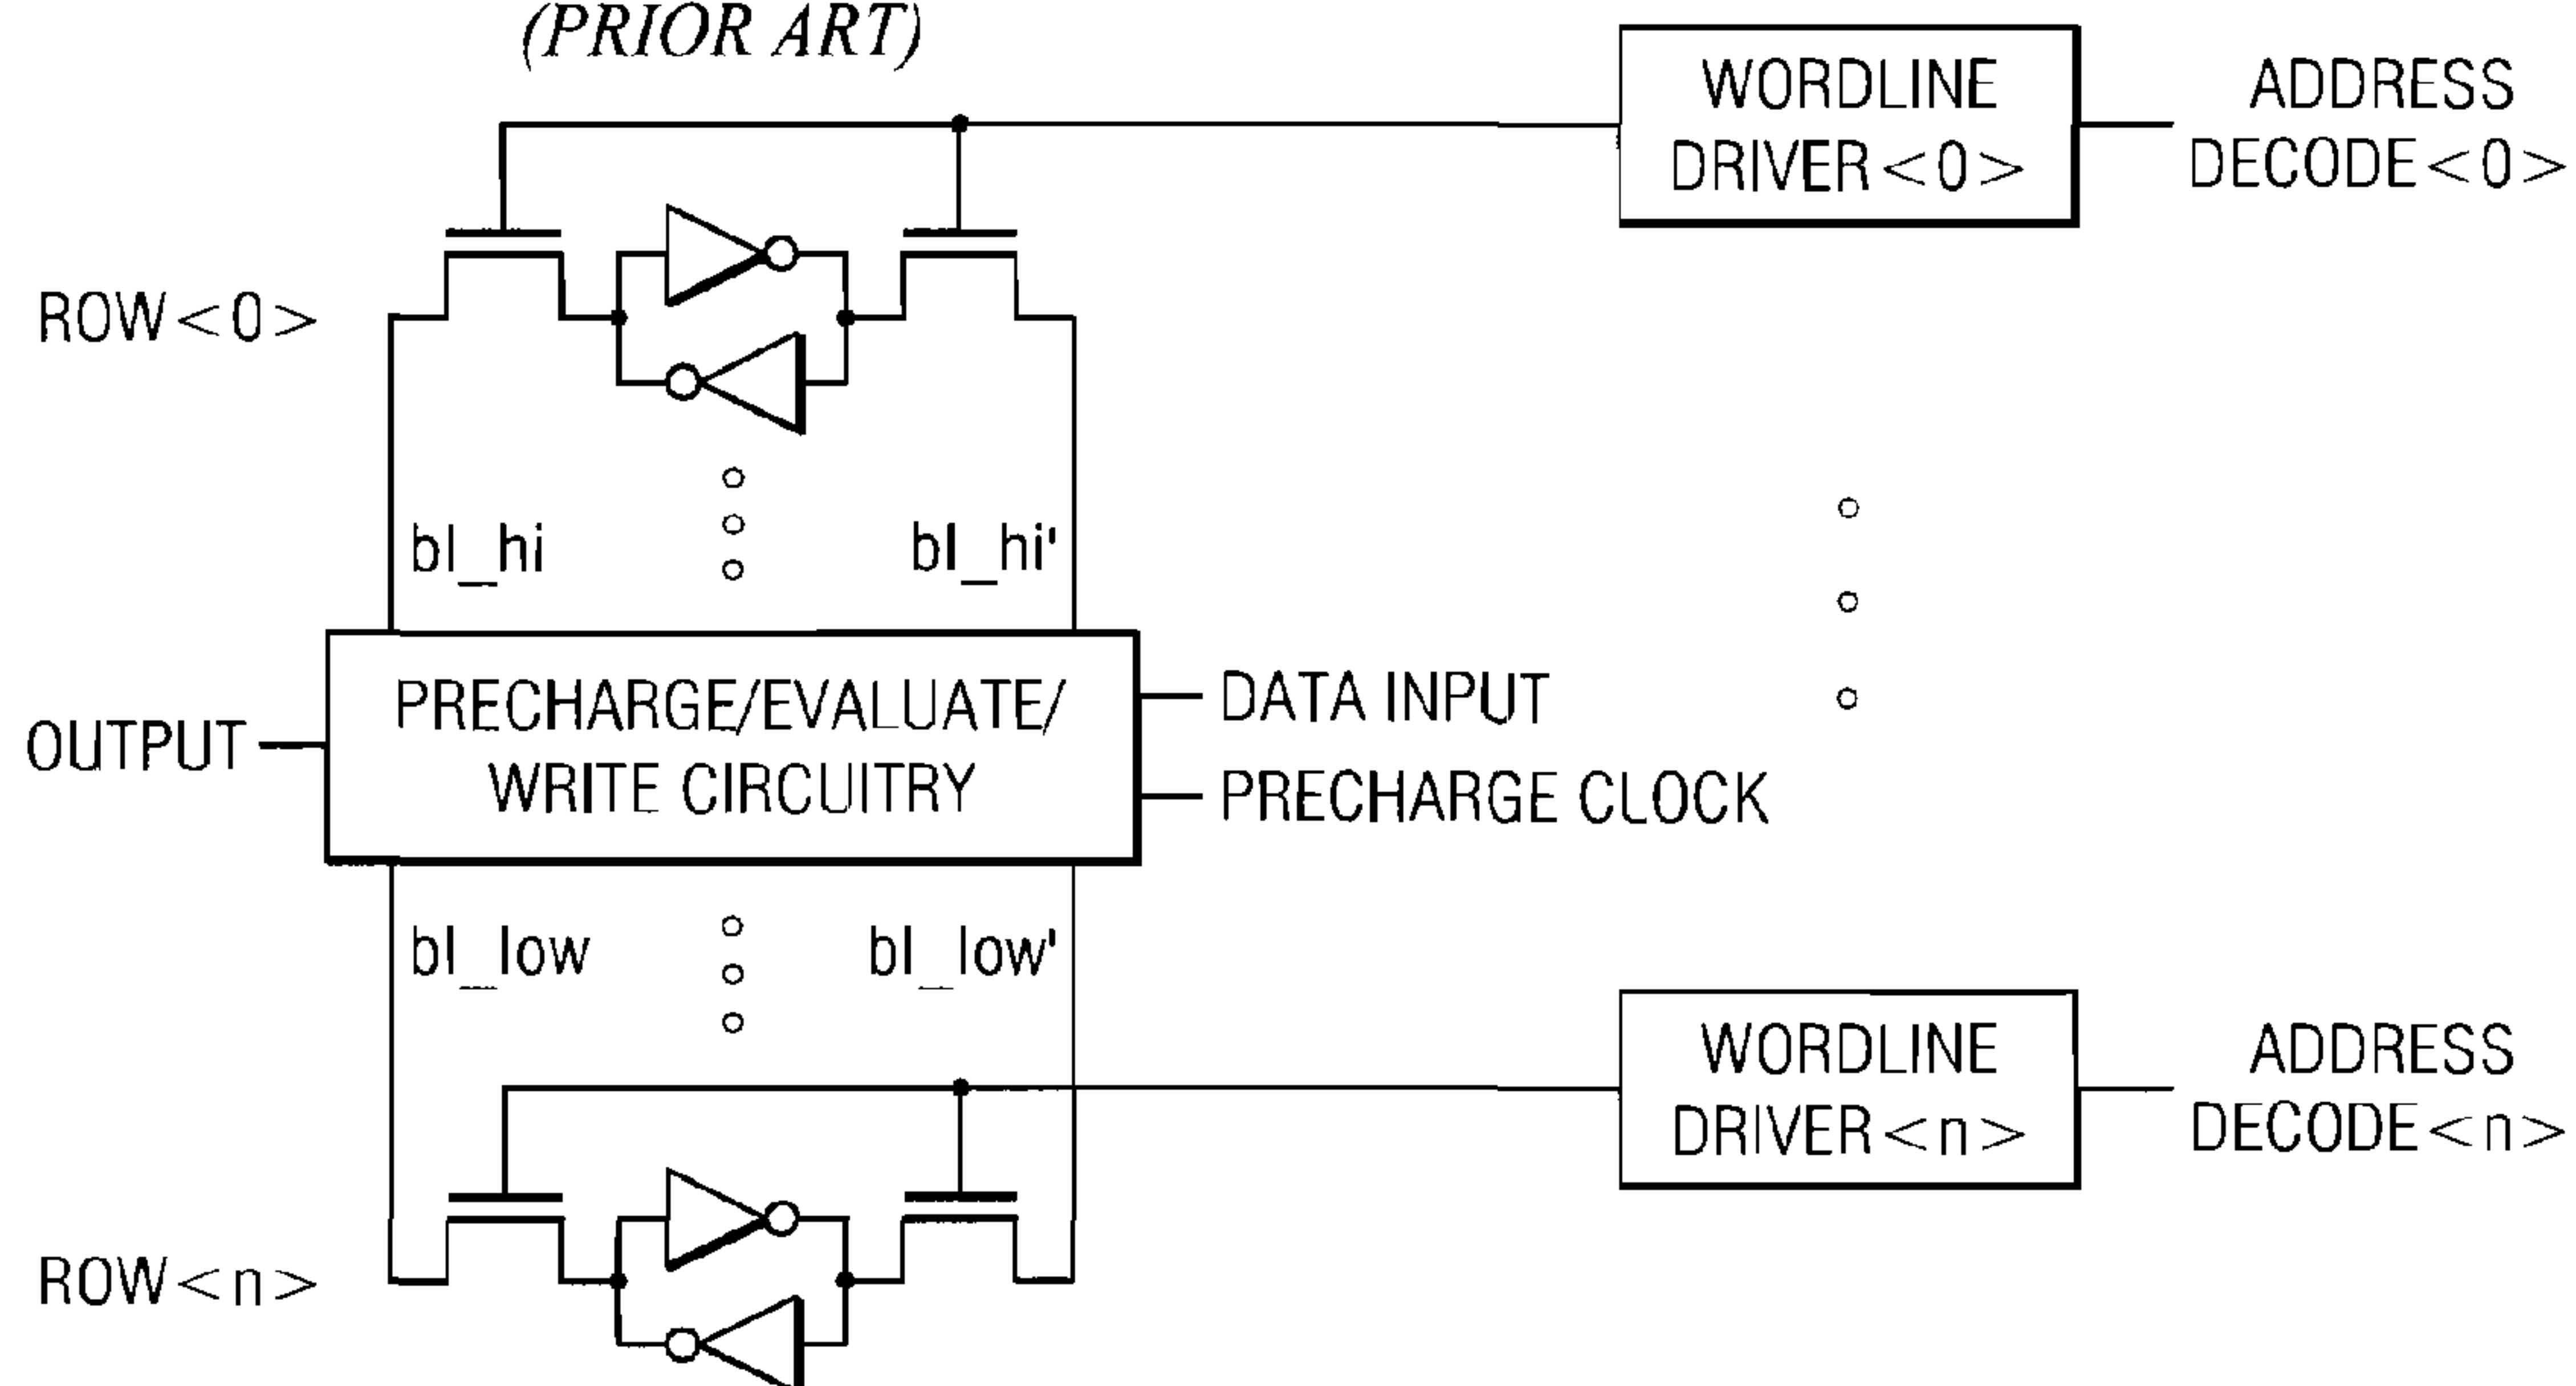 (PRIOR ART)
WORDLINE
DRIVER<0>
ADDRESS
DECODE<0>
ROW<0>
bl_hi
bl_hi'
OUTPUT
PRECHARGE/EVALUATE/
WRITE CIRCUITRY
DATA INPUT
PRECHARGE CLOCK
bl_low
bl_low'
WORDLINE
DRIVER<n>
ADDRESS
DECODE<n>
ROW<n>